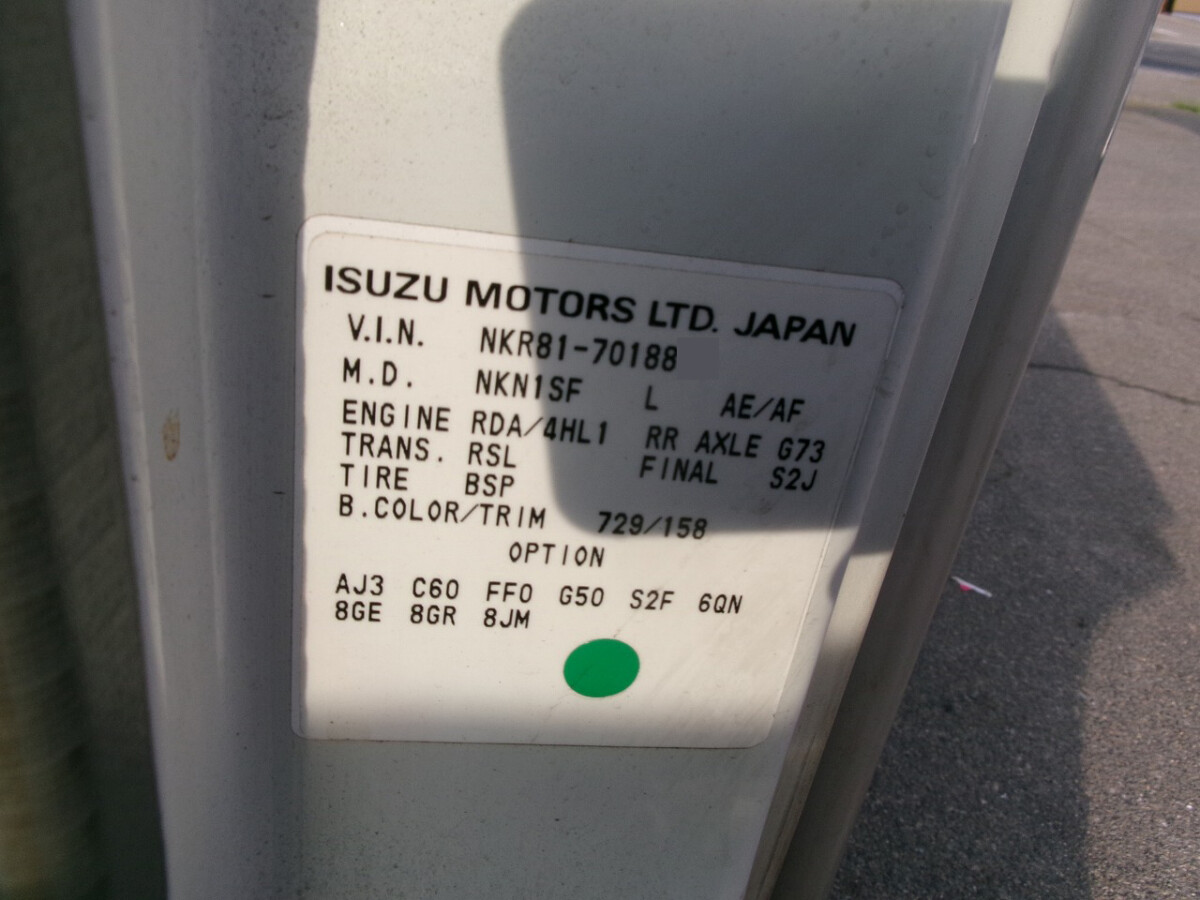 ISUZU MOTORS LTD. JAPAN
V.I.N. NKR81-70188
M.D. NKN1SF L AE/AF
ENGINE RDA/4HL1 RR AXLE G73
TRANS. RSL FINAL S2J
TIRE BSP
B.COLOR/TRIM 729/158
OPTION
AJ3 C60 FF0 G50 S2F 6QN
8GE 8GR 8JM